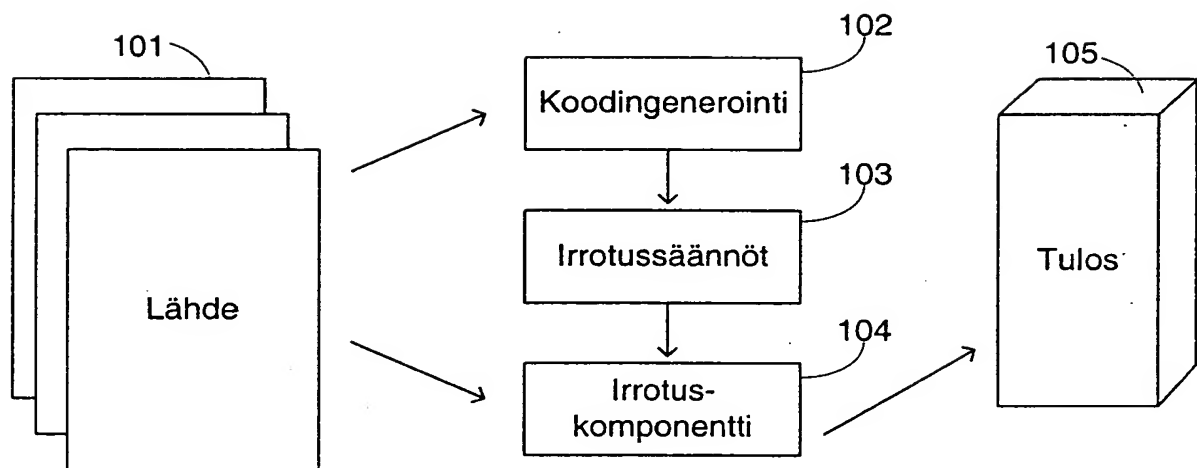 101
Lähde
102
Koodingenerointi
103
Irrotussäännöt
104
Irrotus-
komponentti
105
Tulos